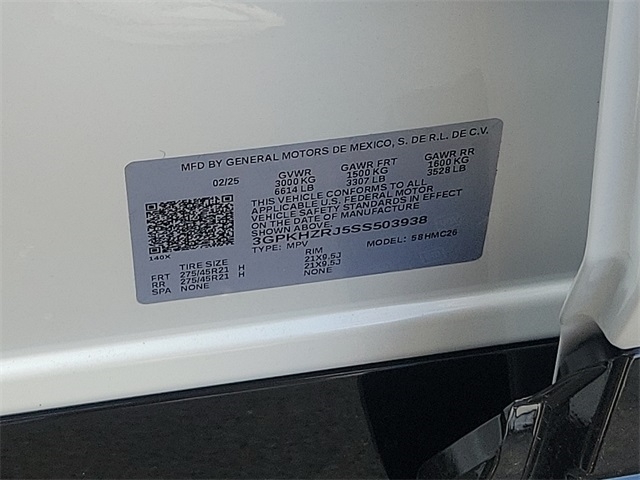 MFD BY GENERAL MOTORS DE MEXICO, S. DE R.L. DE C.V.
02/25 GVWR GAWR FRT GAWR RR
3000 KG 1500 KG 1600 KG
6614 LB 3307 LB 3528 LB
THIS VEHICLE CONFORMS TO ALL
APPLICABLE U.S. FEDERAL MOTOR
VEHICLE SAFETY STANDARDS IN EFFECT
ON THE DATE OF MANUFACTURE
SHOWN ABOVE.
3GPKHZRJ5SS503938
TYPE: MPV MODEL: 58HMC26
140X
TIRE SIZE RIM
FRT 275/45R21 H 21X9.5J
RR 275/45R21 H 21X9.5J
SPA NONE NONE